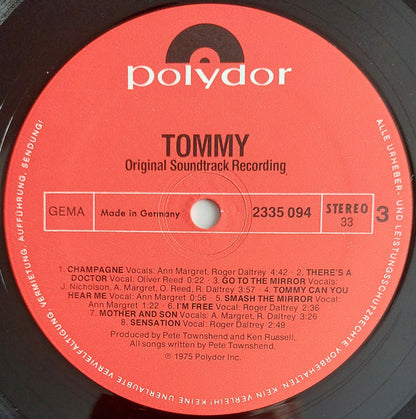 polydor
TOMMY
Original Soundtrack Recording
GEMA Made in Germany 2335 094 STEREO 33 3
1. CHAMPAGNE Vocals: Ann Margret, Roger Daltrey 4:42 · 2. THERE'S A
DOCTOR Vocal: Oliver Reed 0:22 · 3. GO TO THE MIRROR Vocals:
J. Nicholson, A. Margret, O. Reed, R. Daltrey 3:57 · 4. TOMMY CAN YOU
HEAR ME Vocal: Ann Margret 0:56 · 5. SMASH THE MIRROR Vocal: Ann
Margret 1:22 · 6. I'M FREE Vocal: Roger Daltrey 2:36
7. MOTHER AND SON Vocals: A. Margret, R. Daltrey 3:26
8. SENSATION Vocal: Roger Daltrey 2:49
Produced by Pete Townshend and Ken Russell.
All songs written by Pete Townshend.
℗ 1975 Polydor Inc.
ALLE URHEBER- UND LEISTUNGSSCHUTZRECHTE VORBEHALTEN KEIN VERLEIH! KEINE UNERLAUBTE VERVIELFÄLTIGUNG, VERMIETUNG, AUFFÜHRUNG, SENDUNG!